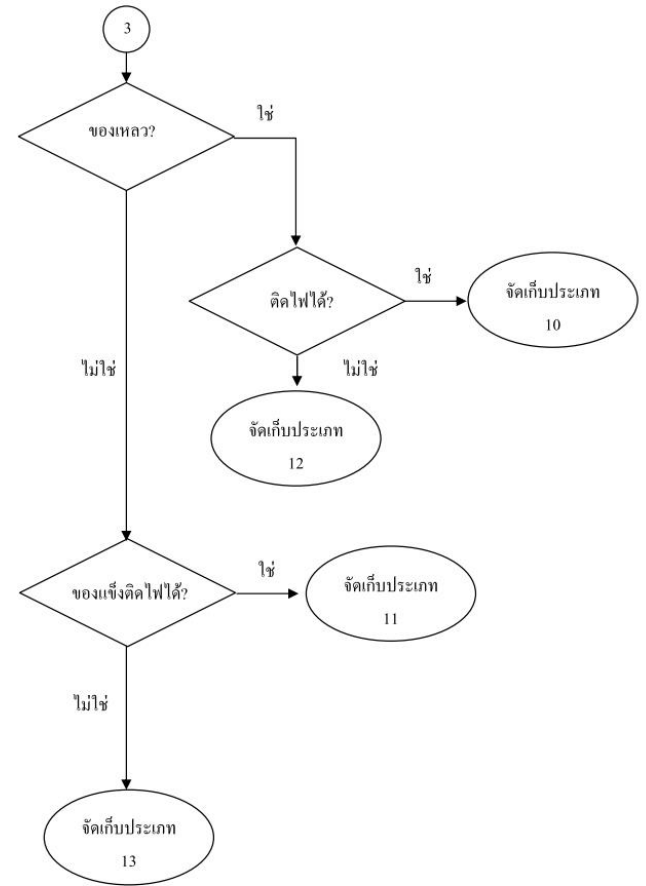 3
ของเหลว?
ใช่
ติดไฟได้?
ใช่
จัดเก็บประเภท
10
ไม่ใช่
ไม่ใช่
จัดเก็บประเภท
12
ของแข็งติดไฟได้?
ใช่
จัดเก็บประเภท
11
ไม่ใช่
จัดเก็บประเภท
13